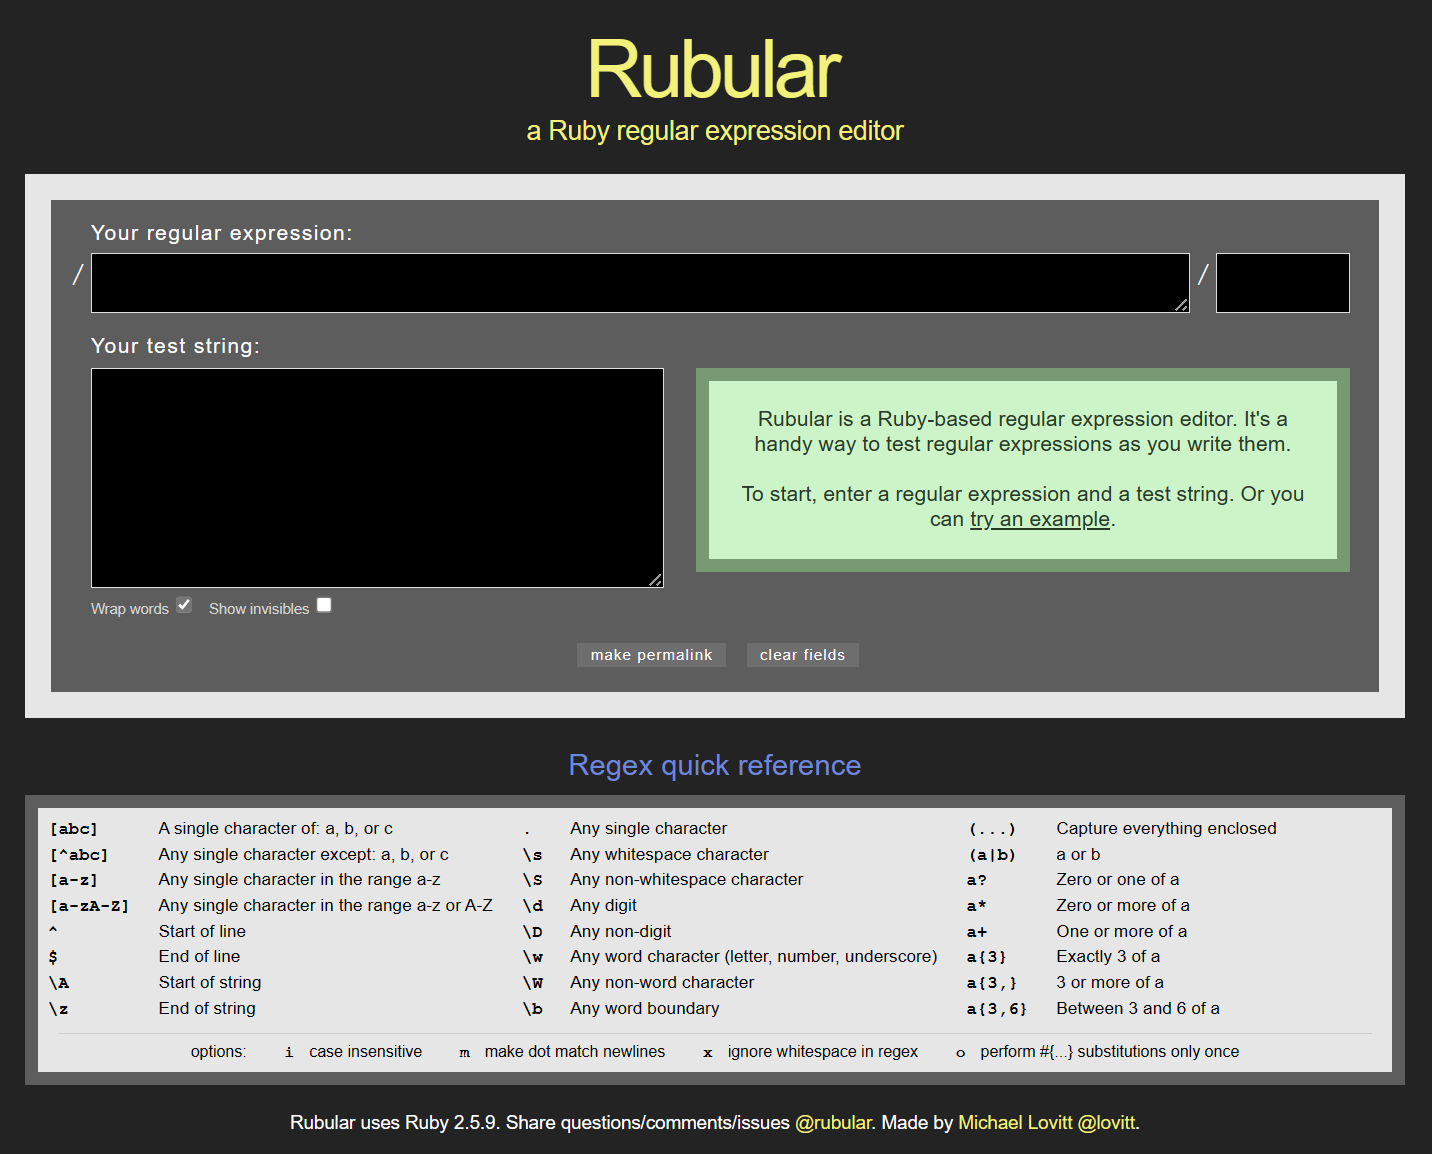 Rubular
a Ruby regular expression editor
Your regular expression:
/ /
Your test string:
Rubular is a Ruby-based regular expression editor. It's a
handy way to test regular expressions as you write them.
To start, enter a regular expression and a test string. Or you
can try an example.
Wrap words Show invisibles
make permalink clear fields
Regex quick reference
[abc] A single character of: a, b, or c . Any single character (...) Capture everything enclosed
[^abc] Any single character except: a, b, or c \s Any whitespace character (a|b) a or b
[a-z] Any single character in the range a-z \S Any non-whitespace character a? Zero or one of a
[a-zA-Z] Any single character in the range a-z or A-Z \d Any digit a* Zero or more of a
^ Start of line \D Any non-digit a+ One or more of a
$ End of line \w Any word character (letter, number, underscore) a{3} Exactly 3 of a
\A Start of string \W Any non-word character a{3,} 3 or more of a
\z End of string \b Any word boundary a{3,6} Between 3 and 6 of a
options: i case insensitive m make dot match newlines x ignore whitespace in regex o perform #{...} substitutions only once
Rubular uses Ruby 2.5.9. Share questions/comments/issues @rubular. Made by Michael Lovitt @lovitt.